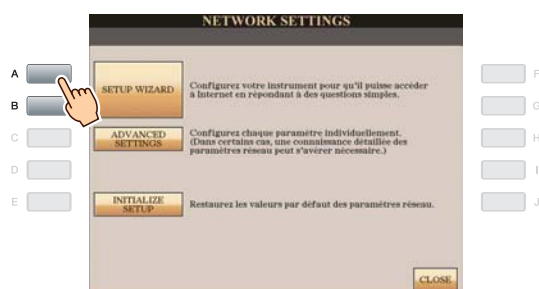 NETWORK SETTINGS
A
SETUP WIZARD
Configurez votre instrument pour qu'il puisse accéder
à Internet en répondant à des questions simples.
B
C
ADVANCED
SETTINGS
Configurez chaque paramètre individuellement.
(Dans certains cas, une connaissance détaillée des
paramètres réseau peut s'avérer nécessaire.)
D
E
INITIALIZE
SETUP
Restaurez les valeurs par défaut des paramètres réseau.
CLOSE
F
G
H
I
J